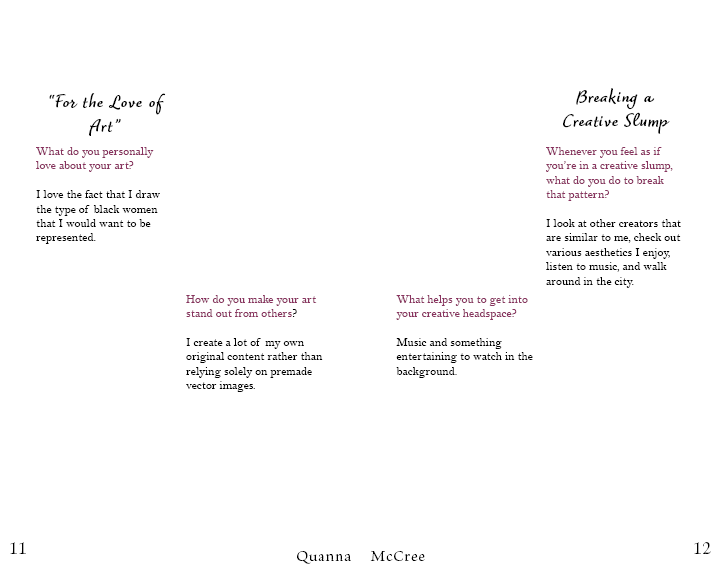 "For the Love of
Art"
What do you personally
love about your art?
I love the fact that I draw
the type of black women
that I would want to be
represented.
How do you make your art
stand out from others?
I create a lot of my own
original content rather than
relying solely on premade
vector images.
Breaking a
Creative Slump
Whenever you feel as if
you're in a creative slump,
what do you do to break
that pattern?
I look at other creators that
are similar to me, check out
various aesthetics I enjoy,
listen to music, and walk
around in the city.
What helps you to get into
your creative headspace?
Music and something
entertaining to watch in the
background.
11
Quanna McCree
12